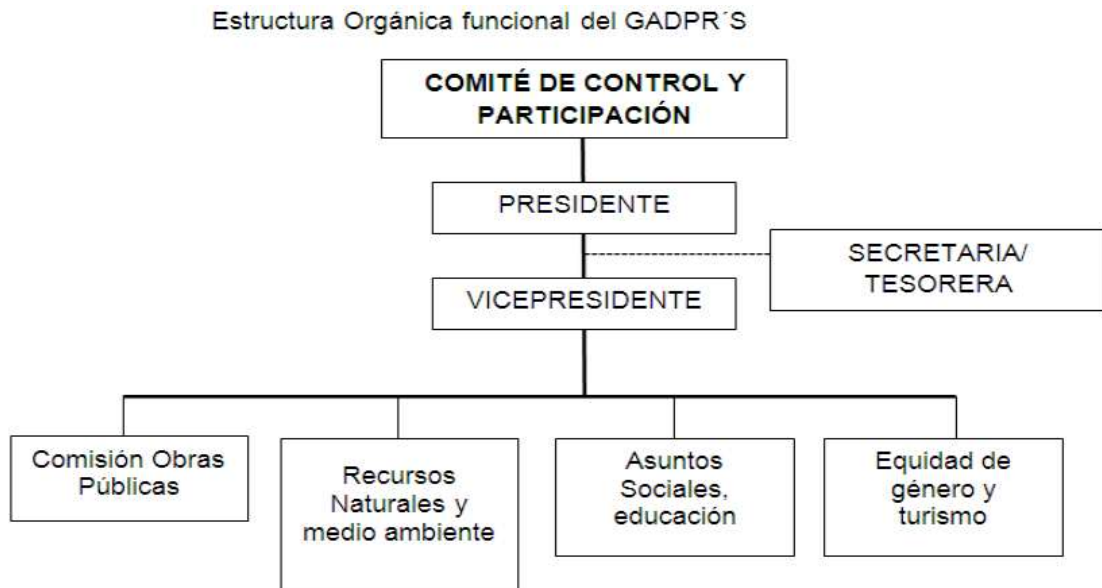 Estructura Orgánica funcional del GADPR´S
COMITÉ DE CONTROL Y
PARTICIPACIÓN
PRESIDENTE
SECRETARIA/
TESORERA
VICEPRESIDENTE
Comisión Obras
Públicas
Recursos
Naturales y
medio ambiente
Asuntos
Sociales,
educación
Equidad de
género y
turismo